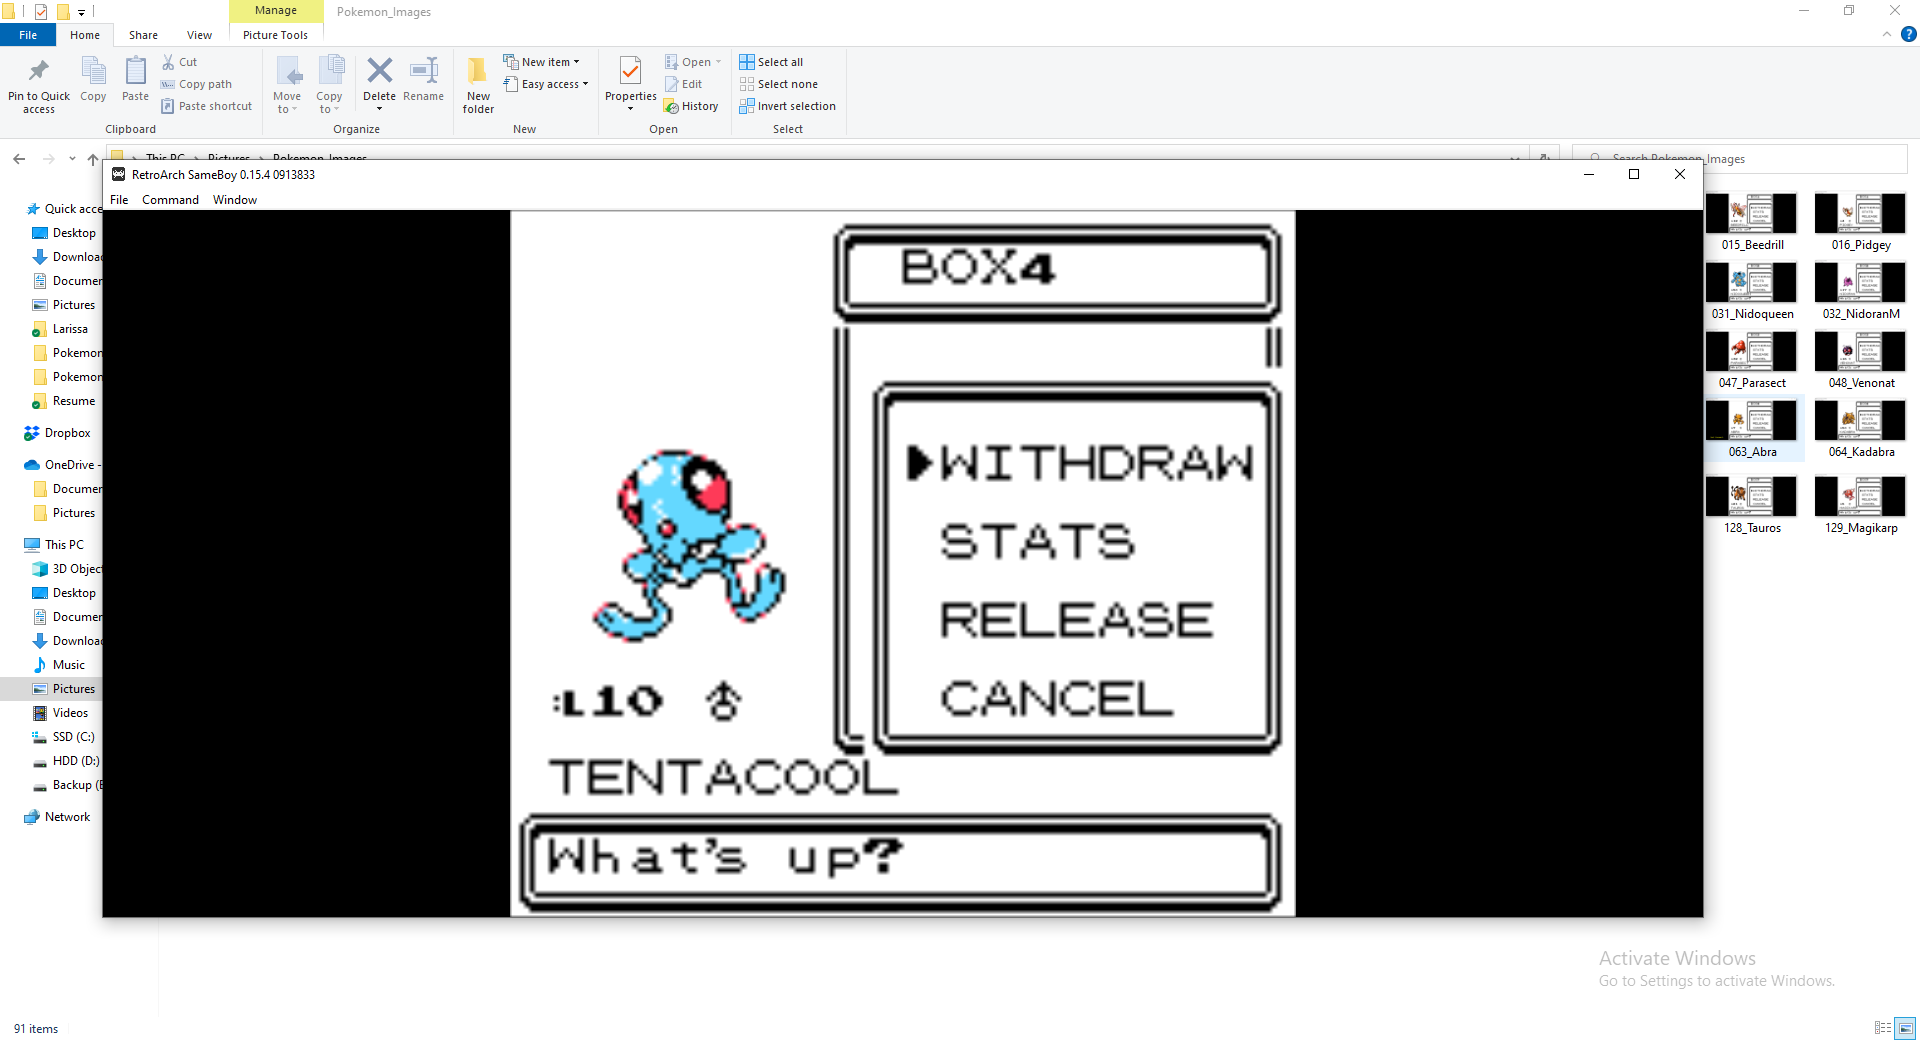 Manage
Pokemon_Images
File
Home
Share
View
Picture Tools
Pin to Quick access
Copy
Paste
Cut
Copy path
Paste shortcut
Clipboard
Move to
Copy to
Delete
Rename
Organize
New folder
New item
Easy access
New
Properties
Open
Edit
History
Open
Select all
Select none
Invert selection
Select
This PC
Pictures
Pokemon_Images
Search Pokemon_Images
RetroArch SameBoy 0.15.4 0913833
File
Command
Window
Quick acce
Desktop
Downloa
Documer
Pictures
Larissa
Pokemon
Pokemon
Resume
Dropbox
OneDrive -
Documer
Pictures
This PC
3D Objec
Desktop
Documer
Downloa
Music
Pictures
Videos
SSD (C:)
HDD (D:)
Backup (E
Network
BOX4
WITHDRAW
STATS
RELEASE
CANCEL
:L10 ♂
TENTACOOL
What's up?
015_Beedrill
016_Pidgey
031_Nidoqueen
032_NidoranM
047_Parasect
048_Venonat
063_Abra
064_Kadabra
128_Tauros
129_Magikarp
Activate Windows
Go to Settings to activate Windows.
91 items